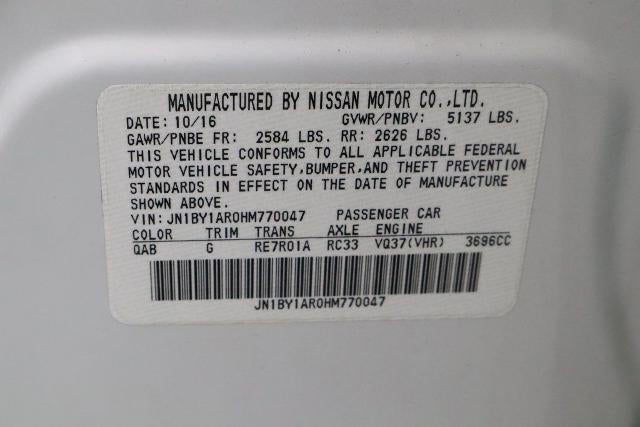 MANUFACTURED BY NISSAN MOTOR CO.,LTD.
DATE: 10/16 GVWR/PNBV: 5137 LBS.
GAWR/PNBE FR: 2584 LBS. RR: 2626 LBS.
THIS VEHICLE CONFORMS TO ALL APPLICABLE FEDERAL
MOTOR VEHICLE SAFETY,BUMPER,AND THEFT PREVENTION
STANDARDS IN EFFECT ON THE DATE OF MANUFACTURE
SHOWN ABOVE.
VIN: JN1BY1AR0HM770047 PASSENGER CAR
COLOR TRIM TRANS AXLE ENGINE
QAB G RE7R01A RC33 VQ37(VHR) 3696CC
JN1BY1AR0HM770047